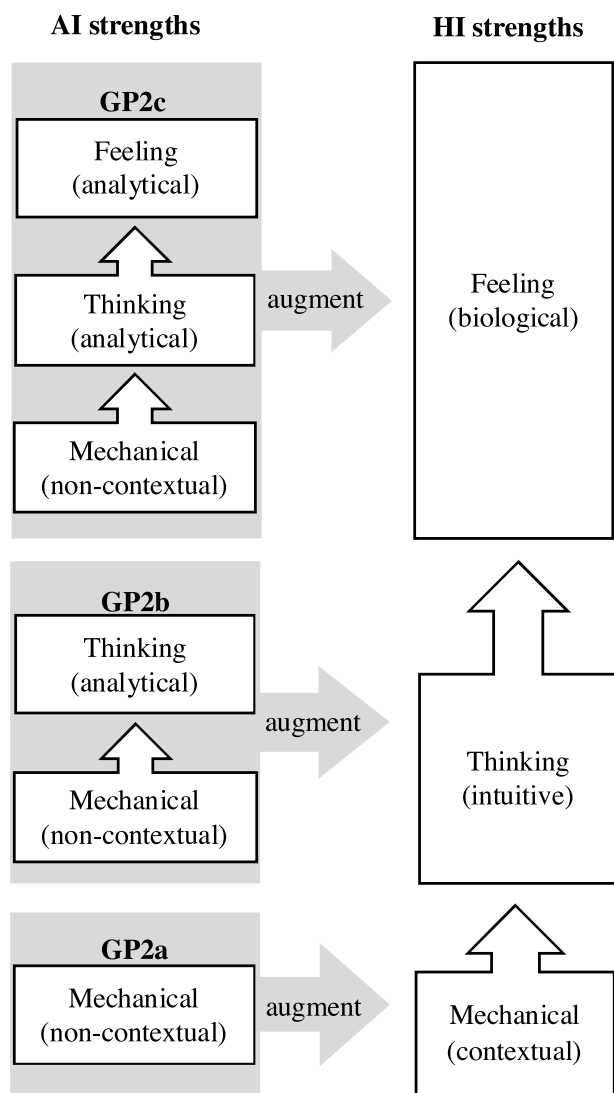 AI strengths
HI strengths
GP2c
Feeling
(analytical)
Thinking
(analytical)
Mechanical
(non-contextual)
augment
Feeling
(biological)
GP2b
Thinking
(analytical)
Mechanical
(non-contextual)
augment
Thinking
(intuitive)
GP2a
Mechanical
(non-contextual)
augment
Mechanical
(contextual)